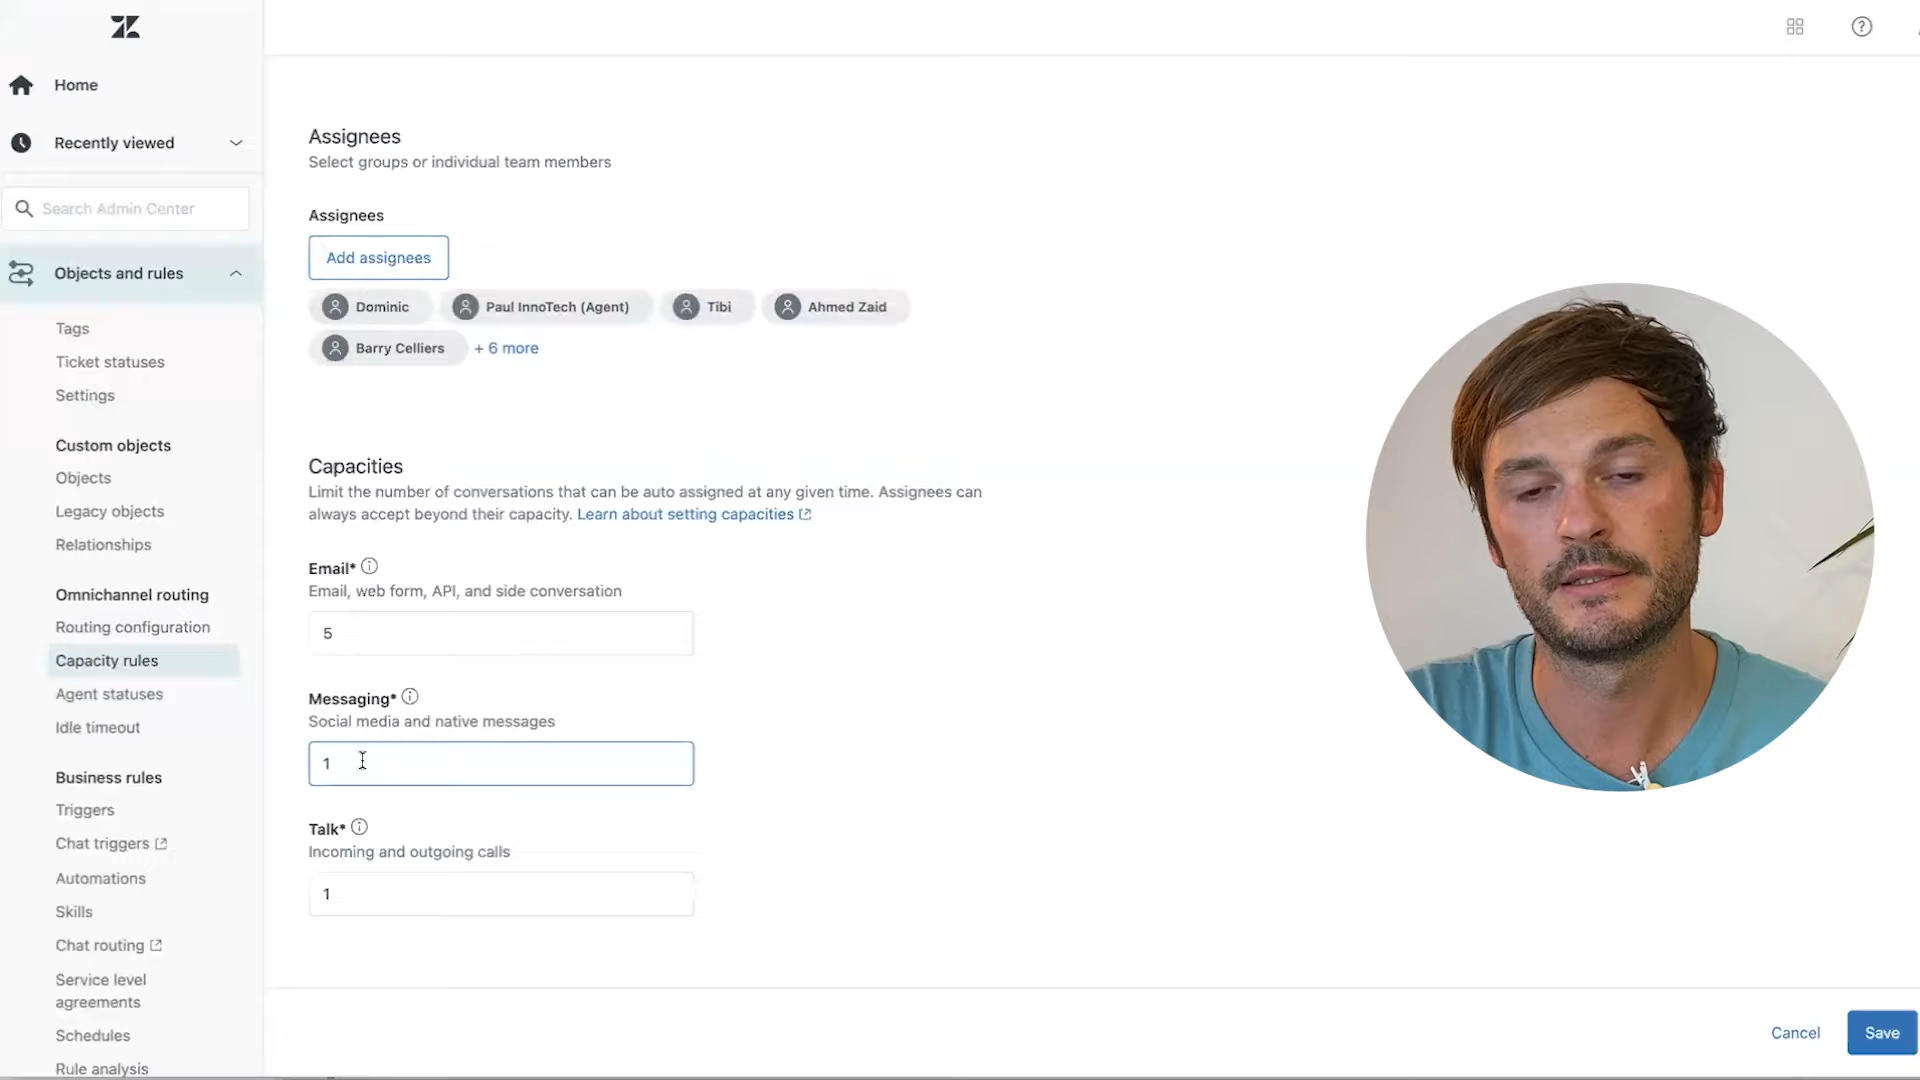 Home
Recently viewed
Search Admin Center
Objects and rules
Tags
Ticket statuses
Settings
Custom objects
Objects
Legacy objects
Relationships
Omnichannel routing
Routing configuration
Capacity rules
Agent statuses
Idle timeout
Business rules
Triggers
Chat triggers
Automations
Skills
Chat routing
Service level
agreements
Schedules
Rule analysis
Assignees
Select groups or individual team members
Assignees
Add assignees
Dominic Paul InnoTech (Agent) Tibi Ahmed Zaid
Barry Celliers + 6 more
Capacities
Limit the number of conversations that can be auto assigned at any given time. Assignees can
always accept beyond their capacity. Learn about setting capacities
Email*
Email, web form, API, and side conversation
5
Messaging*
Social media and native messages
1
Talk*
Incoming and outgoing calls
1
Cancel Save